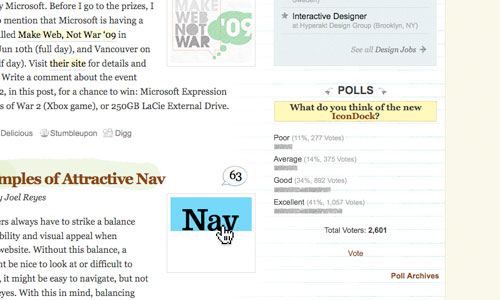 y Microsoft. Before I go to the prizes, I
o mention that Microsoft is having a
lled Make Web, Not War '09 in
Jun 10th (full day), and Vancouver on
lf day). Visit their site for details and
Write a comment about the event
2, in this post, for a chance to win: Microsoft Expression
s of War 2 (Xbox game), or 250GB LaCie External Drive.
Delicious Stumbleupon Digg
mples of Attractive Nav
63
y Joel Reyes
ers always have to strike a balance
bility and visual appeal when
website. Without this balance, a
ht be nice to look at or difficult to
, it might be easy to navigate, but not
eyes. With this in mind, balancing
MAKE
WEB
NOT
WAR
'09
Nav
Sweden)
Interactive Designer
at Hyperakt Design Group (Brooklyn, NY)
See all Design Jobs
POLLS
What do you think of the new
IconDock?
Poor (11%, 277 Votes)
Average (14%, 375 Votes)
Good (34%, 892 Votes)
Excellent (41%, 1,057 Votes)
Total Voters: 2,601
Vote
Poll Archives